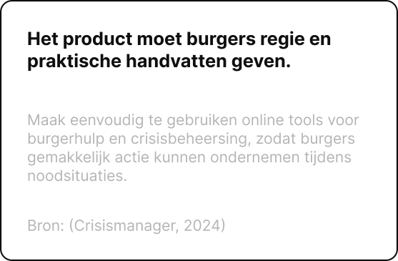 Het product moet burgers regie en
praktische handvatten geven.
Maak eenvoudig te gebruiken online tools voor
burgerhulp en crisisbeheersing, zodat burgers
gemakkelijk actie kunnen ondernemen tijdens
noodsituaties.
Bron: (Crisismanager, 2024)